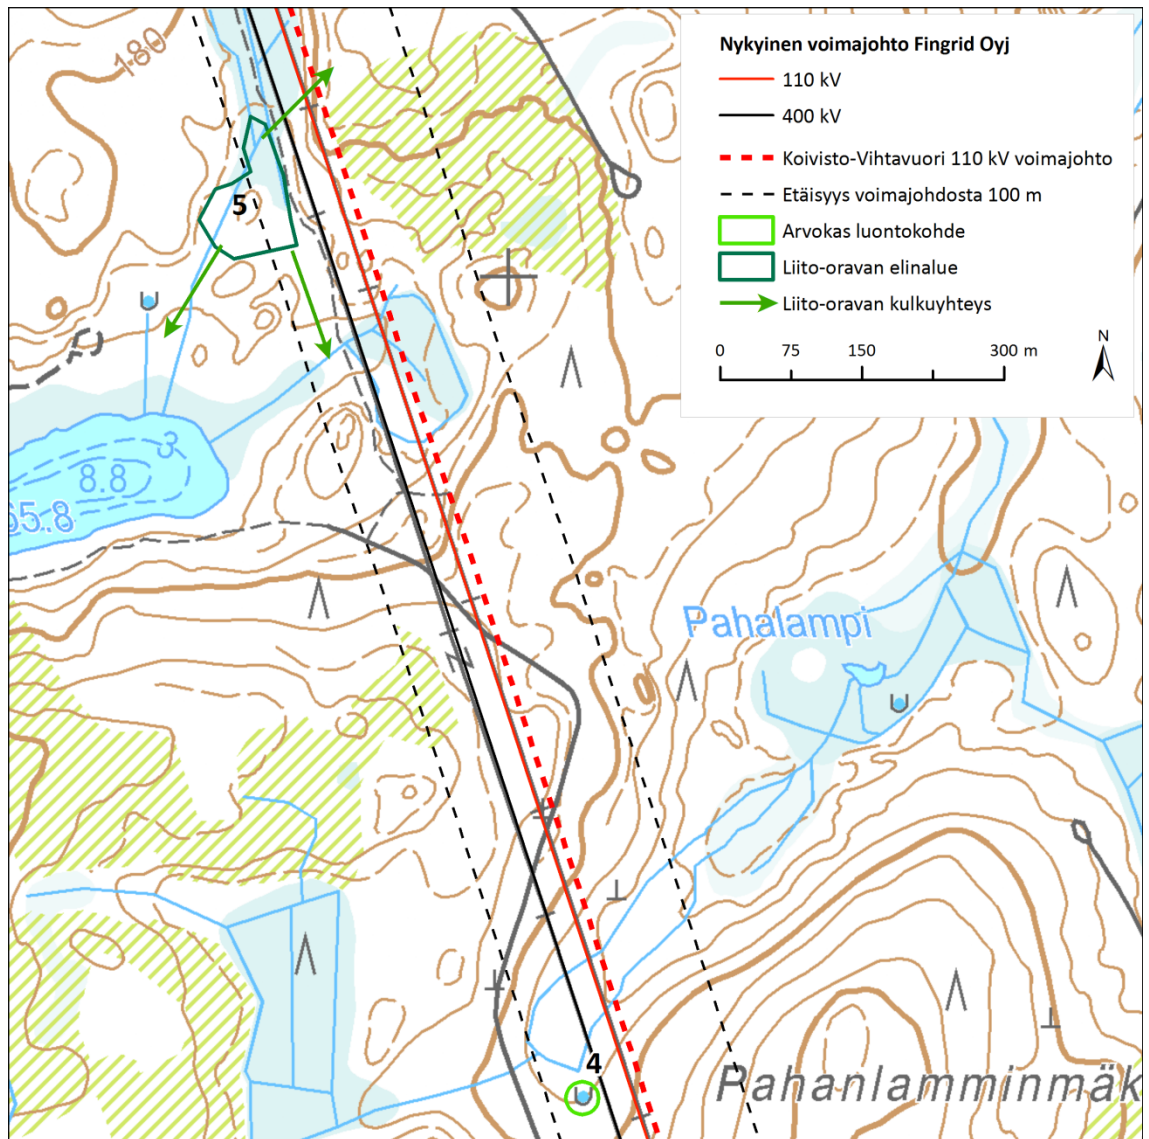 180
Nykyinen voimajohto Fingrid Oyj
110 kV
400 kV
Koivisto-Vihtavuori 110 kV voimajohto
Etäisyys voimajohdosta 100 m
Arvokas luontokohde
Liito-oravan elinalue
Liito-oravan kulkuyhteys
0 75 150 300 m
N
5
3
8.8
65.8
Pahalampi
4
Pahanlamminmäk